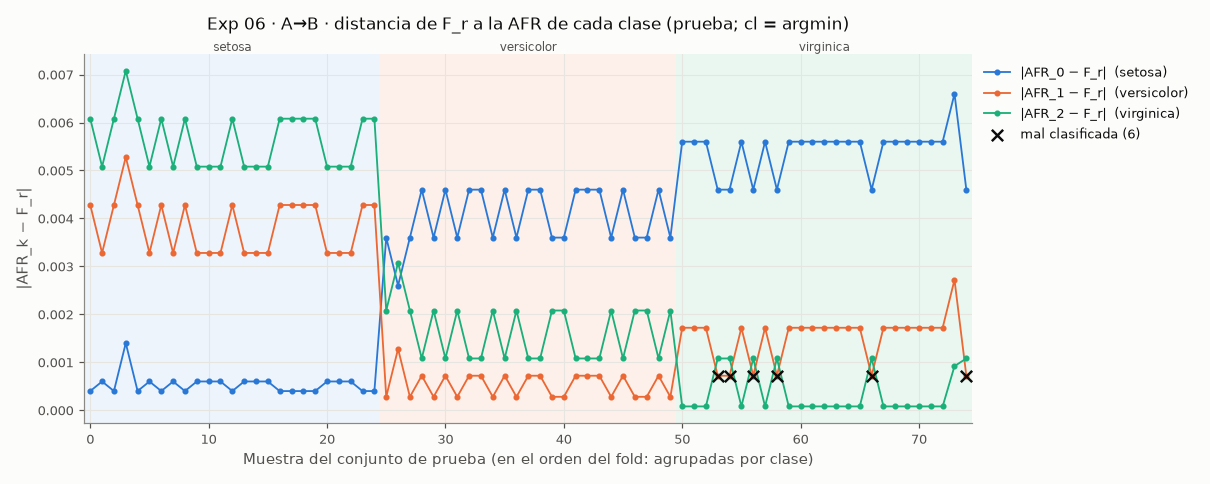 Exp 06 · A→B · distancia de F_r a la AFR de cada clase (prueba; cl = argmin)
setosa
versicolor
virginica
|AFR_0 − F_r| (setosa)
|AFR_1 − F_r| (versicolor)
|AFR_2 − F_r| (virginica)
mal clasificada (6)
|AFR_k − F_r|
0.007
0.006
0.005
0.004
0.003
0.002
0.001
0.000
0 10 20 30 40 50 60 70
Muestra del conjunto de prueba (en el orden del fold: agrupadas por clase)